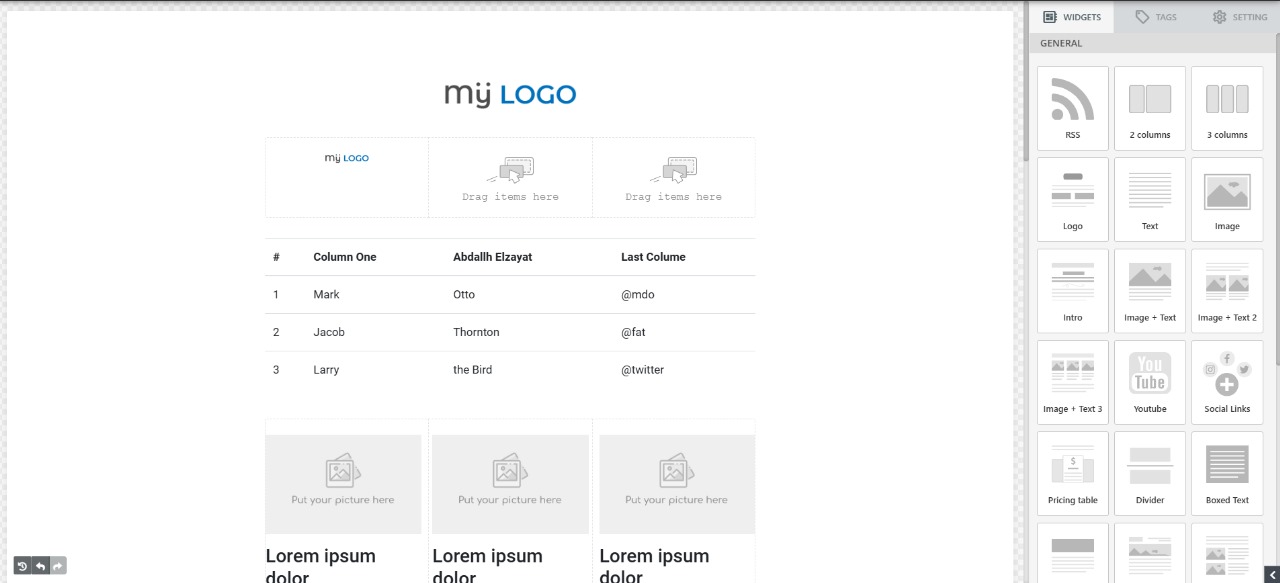 WIDGETS TAGS SETTING
GENERAL
mÿ LOGO
mÿ LOGO
Drag items here Drag items here
# Column One Abdallh Elzayat Last Colume
1 Mark Otto @mdo
2 Jacob Thornton @fat
3 Larry the Bird @twitter
Put your picture here Put your picture here Put your picture here
Lorem ipsum Lorem ipsum Lorem ipsum
dolor dolor dolor
RSS 2 columns 3 columns
Logo Text Image
Intro Image + Text Image + Text 2
You
Tube
Image + Text 3 Youtube Social Links
$
Pricing table Divider Boxed Text